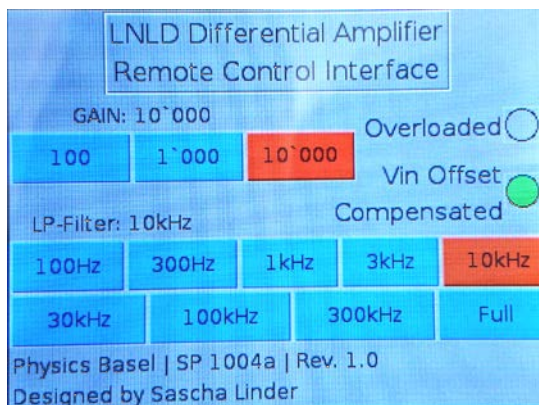 LNLD Differential Amplifier
Remote Control Interface
GAIN: 10`000
100 1`000 10`000
Overloaded
Vin Offset
Compensated
LP-Filter: 10kHz
100Hz 300Hz 1kHz 3kHz 10kHz
30kHz 100kHz 300kHz Full
Physics Basel | SP 1004a | Rev. 1.0
Designed by Sascha Linder